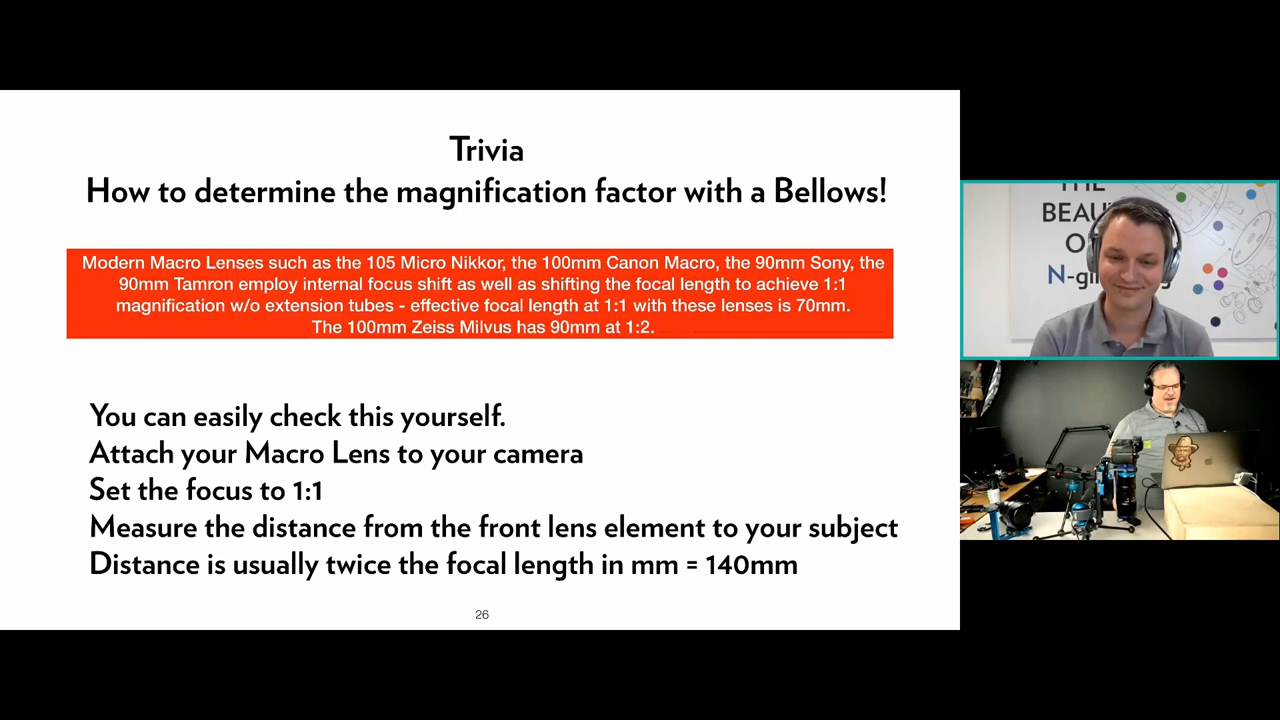 Trivia
How to determine the magnification factor with a Bellows!
Modern Macro Lenses such as the 105 Micro Nikkor, the 100mm Canon Macro, the 90mm Sony, the
90mm Tamron employ internal focus shift as well as shifting the focal length to achieve 1:1
magnification w/o extension tubes - effective focal length at 1:1 with these lenses is 70mm.
The 100mm Zeiss Milvus has 90mm at 1:2.
You can easily check this yourself.
Attach your Macro Lens to your camera
Set the focus to 1:1
Measure the distance from the front lens element to your subject
Distance is usually twice the focal length in mm = 140mm
26
THE